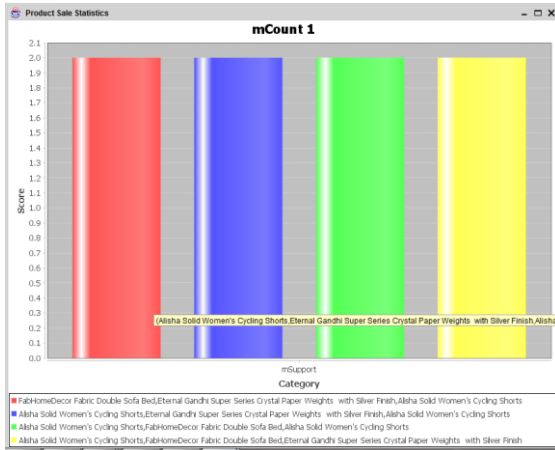 Product Sale Statistics
mCount 1
2.1
2.0
1.9
1.8
1.7
1.6
1.5
1.4
1.3
1.2
1.1
1.0
0.9
0.8
0.7
0.6
0.5
0.4
0.3
0.2
0.1
0.0
Score
(Alisha Solid Women's Cycling Shorts,Eternal Gandhi Super Series Crystal Paper Weights with Silver Finish,Alisha
mSupport
Category
FabHomeDecor Fabric Double Sofa Bed,Eternal Gandhi Super Series Crystal Paper Weights with Silver Finish,Alisha Solid Women's Cycling Shorts
Alisha Solid Women's Cycling Shorts,Eternal Gandhi Super Series Crystal Paper Weights with Silver Finish,Alisha Solid Women's Cycling Shorts
Alisha Solid Women's Cycling Shorts,FabHomeDecor Fabric Double Sofa Bed,Alisha Solid Women's Cycling Shorts
Alisha Solid Women's Cycling Shorts,FabHomeDecor Fabric Double Sofa Bed,Eternal Gandhi Super Series Crystal Paper Weights with Silver Finish